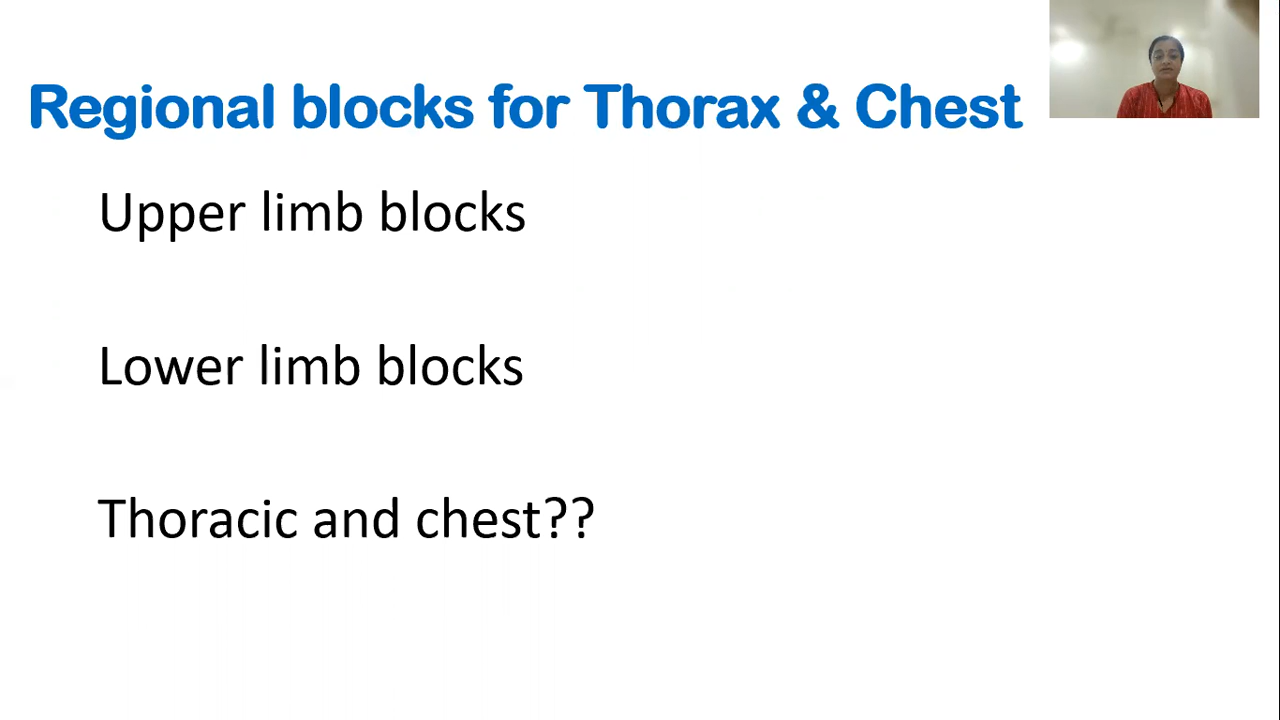 Regional blocks for Thorax & Chest
Upper limb blocks
Lower limb blocks
Thoracic and chest??